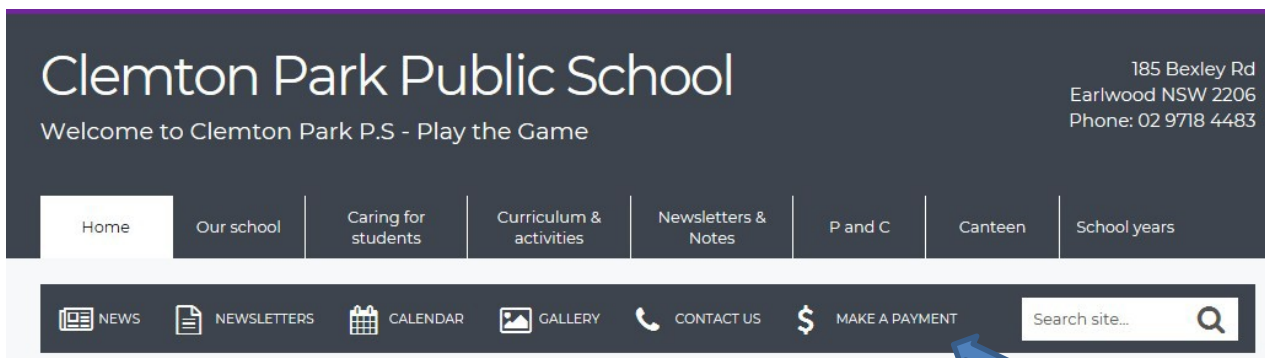 Clemton Park Public School
Welcome to Clemton Park P.S - Play the Game
185 Bexley Rd
Earlwood NSW 2206
Phone: 02 9718 4483
Home
Our school
Caring for
students
Curriculum &
activities
Newsletters &
Notes
P and C
Canteen
School years
NEWS
NEWSLETTERS
CALENDAR
GALLERY
CONTACT US
$ MAKE A PAYMENT
Search site...